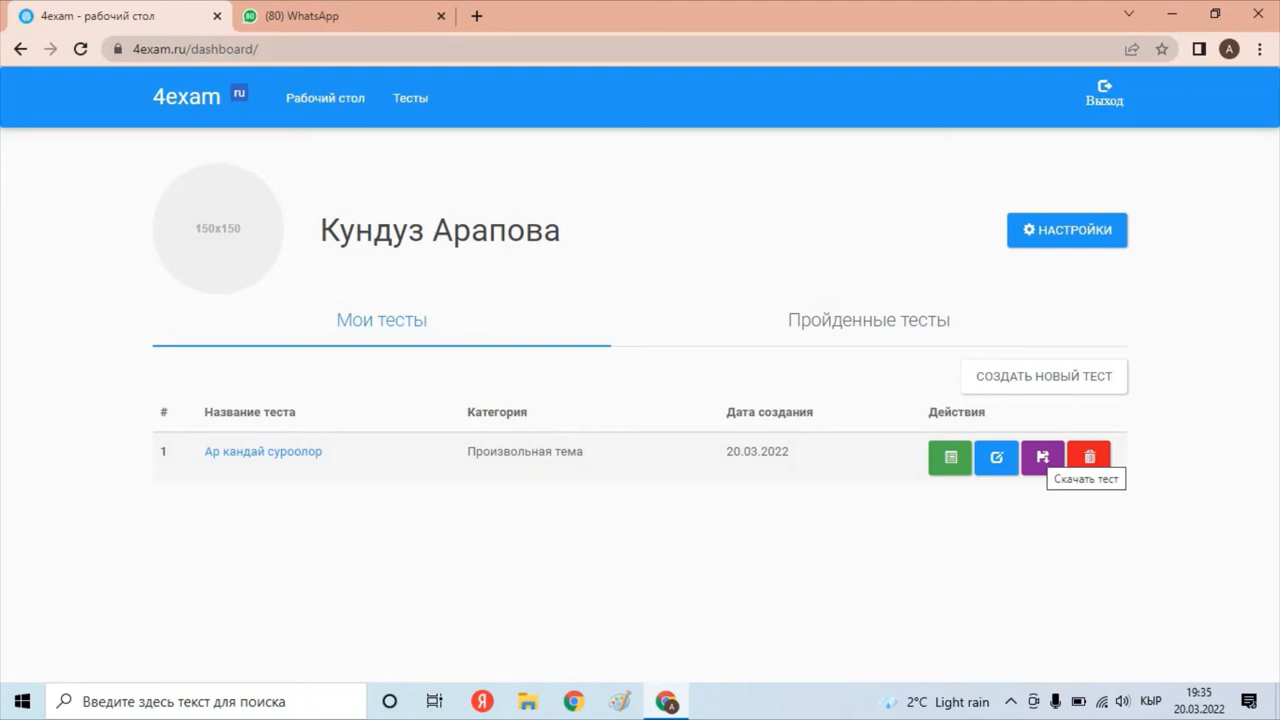 4exam - рабочий стол
80
(80) WhatsApp
4exam.ru/dashboard/
A
4exam ru
Рабочий стол
Тесты
Выход
150x150
Кундуз Арапова
НАСТРОЙКИ
Мои тесты
Пройденные тесты
СОЗДАТЬ НОВЫЙ ТЕСТ
# Название теста Категория Дата создания Действия
1 Ар кандай суроолор Произвольная тема 20.03.2022
Скачать тест
Введите здесь текст для поиска
Я
A
2°C Light rain
КЫР
19:35
20.03.2022